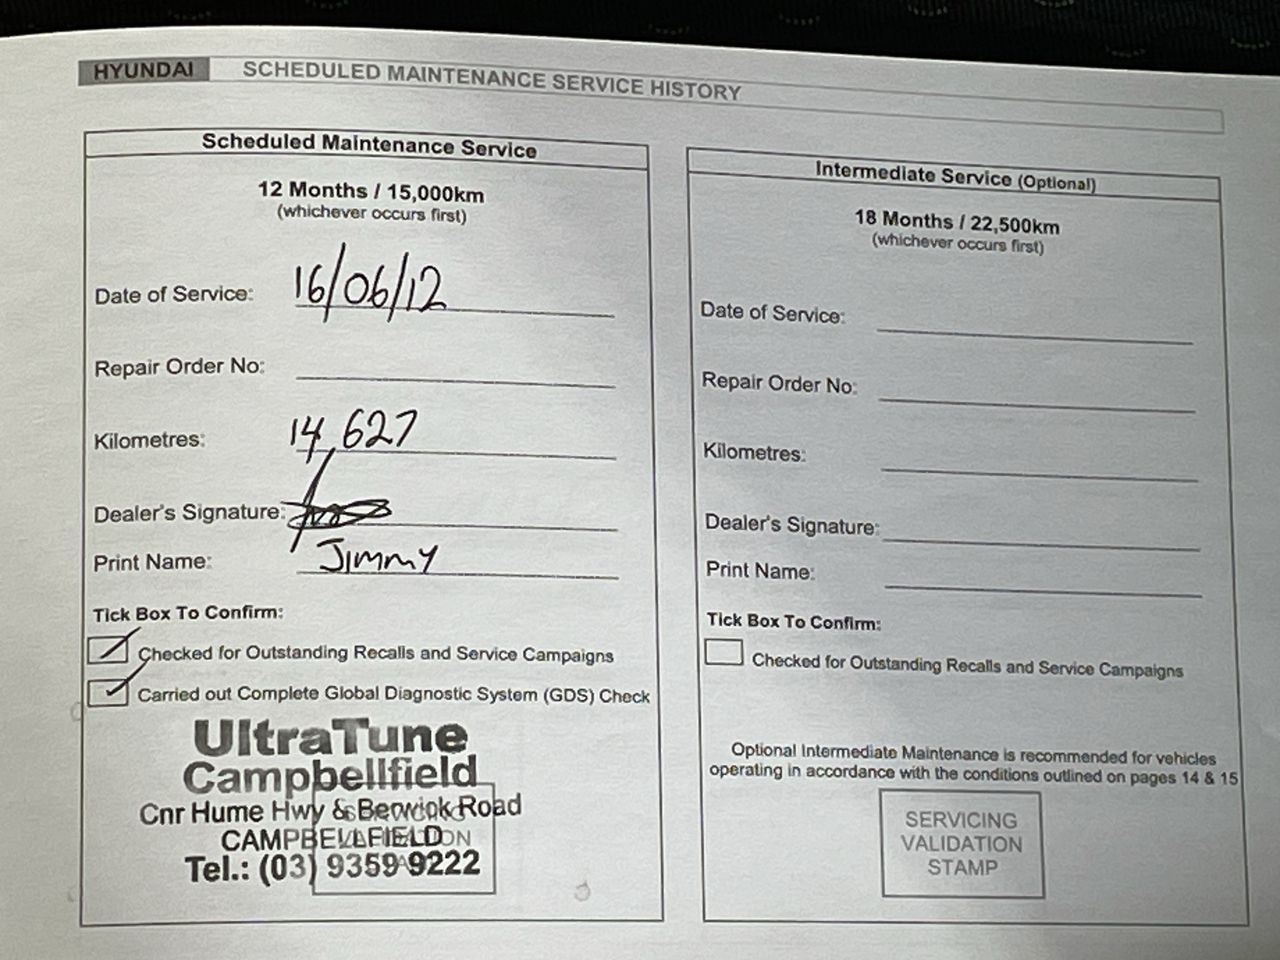 HYUNDAI SCHEDULED MAINTENANCE SERVICE HISTORY
Scheduled Maintenance Service
12 Months / 15,000km
(whichever occurs first)
Date of Service: 16/06/12
Repair Order No:
Kilometres: 14,627
Dealer's Signature:
Print Name: Jimmy
Tick Box To Confirm:
Checked for Outstanding Recalls and Service Campaigns
Carried out Complete Global Diagnostic System (GDS) Check
UltraTune
Campbellfield
Cnr Hume Hwy & Berwick Road
CAMPBELLFIELD
Tel.: (03) 9359 9222
Intermediate Service (Optional)
18 Months / 22,500km
(whichever occurs first)
Date of Service:
Repair Order No:
Kilometres:
Dealer's Signature:
Print Name:
Tick Box To Confirm:
Checked for Outstanding Recalls and Service Campaigns
Optional Intermediate Maintenance is recommended for vehicles
operating in accordance with the conditions outlined on pages 14 & 15
SERVICING
VALIDATION
STAMP